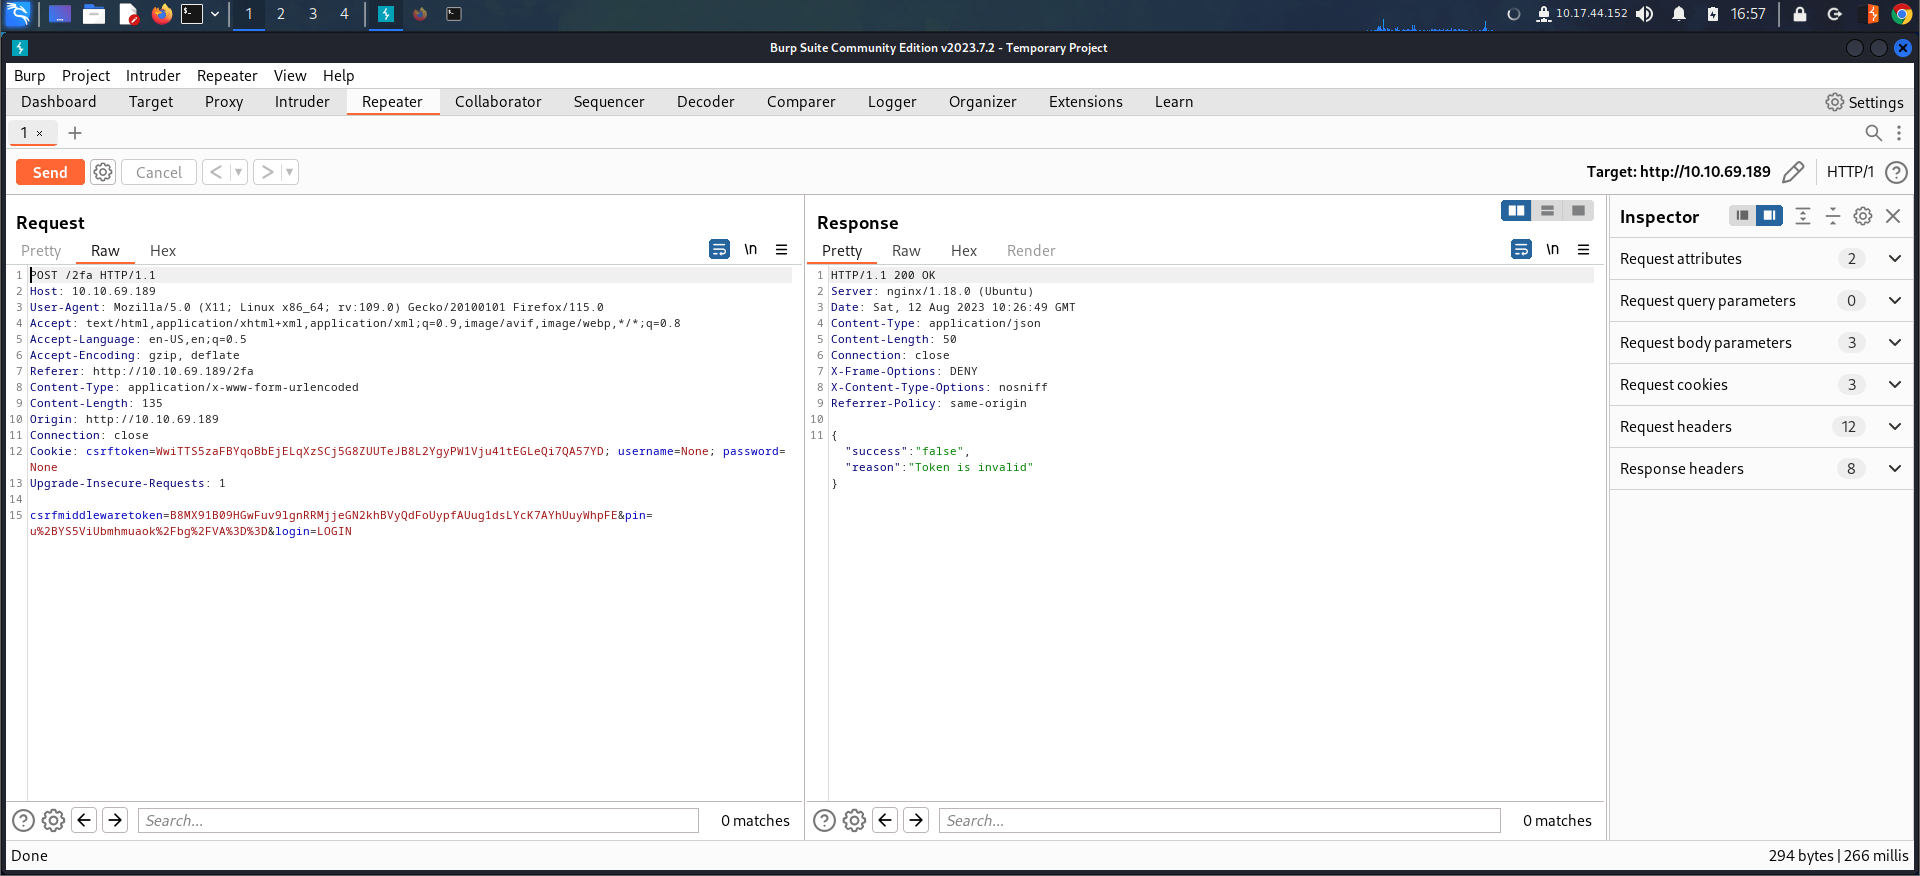 1 2 3 4 10.17.44.152 16:57
Burp Suite Community Edition v2023.7.2 - Temporary Project
Burp Project Intruder Repeater View Help
Dashboard Target Proxy Intruder Repeater Collaborator Sequencer Decoder Comparer Logger Organizer Extensions Learn Settings
1 × +
Send Cancel < > Target: http://10.10.69.189 HTTP/1 ?
Request
Pretty Raw Hex \n
1 POST /2fa HTTP/1.1
2 Host: 10.10.69.189
3 User-Agent: Mozilla/5.0 (X11; Linux x86_64; rv:109.0) Gecko/20100101 Firefox/115.0
4 Accept: text/html,application/xhtml+xml,application/xml;q=0.9,image/avif,image/webp,*/*;q=0.8
5 Accept-Language: en-US,en;q=0.5
6 Accept-Encoding: gzip, deflate
7 Referer: http://10.10.69.189/2fa
8 Content-Type: application/x-www-form-urlencoded
9 Content-Length: 135
10 Origin: http://10.10.69.189
11 Connection: close
12 Cookie: csrftoken=WwiTTS5zaFBYqoBbEjELqXzSCj5G8ZUUTeJB8L2YgyPW1Vju41tEGLeQi7QA57YD; username=None; password=
None
13 Upgrade-Insecure-Requests: 1
14
15 csrfmiddlewaretoken=B8MX91B09HGwFuv9lgnRRMjjeGN2khBVyQdFoUypfAUug1dsLYcK7AYhUuyWhpFE&pin=
u%2BYS5ViUbmhmuaok%2Fbg%2FVA%3D%3D&login=LOGIN
? Search... 0 matches
Response
Pretty Raw Hex Render \n
1 HTTP/1.1 200 OK
2 Server: nginx/1.18.0 (Ubuntu)
3 Date: Sat, 12 Aug 2023 10:26:49 GMT
4 Content-Type: application/json
5 Content-Length: 50
6 Connection: close
7 X-Frame-Options: DENY
8 X-Content-Type-Options: nosniff
9 Referrer-Policy: same-origin
10
11 {
"success":"false",
"reason":"Token is invalid"
}
? Search... 0 matches
Inspector
Request attributes 2
Request query parameters 0
Request body parameters 3
Request cookies 3
Request headers 12
Response headers 8
Done 294 bytes | 266 millis